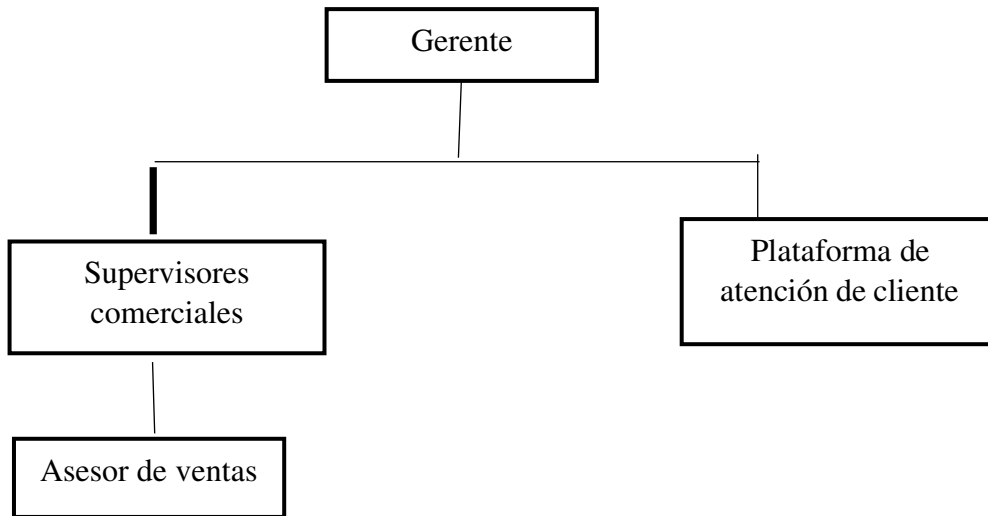 Gerente
Supervisores
comerciales
Plataforma de
atención de cliente
Asesor de ventas